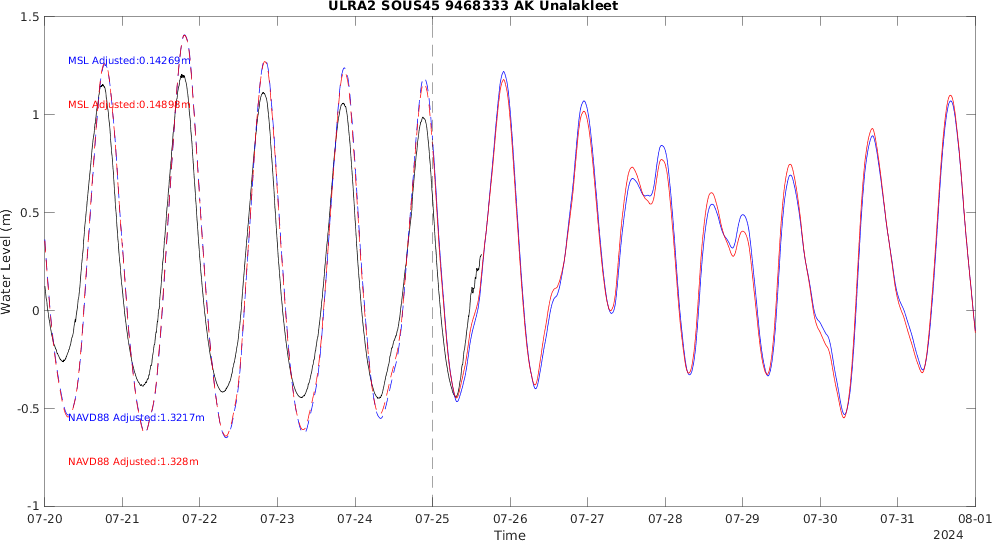 ULRA2 SOUS45 9468333 AK Unalakleet
1.5
MSL Adjusted:0.14269m
MSL Adjusted:0.14898m
1
0.5
Water Level (m)
0
-0.5
NAVD88 Adjusted:1.3217m
NAVD88 Adjusted:1.328m
-1
07-20 07-21 07-22 07-23 07-24 07-25 07-26 07-27 07-28 07-29 07-30 07-31 08-01
Time
2024